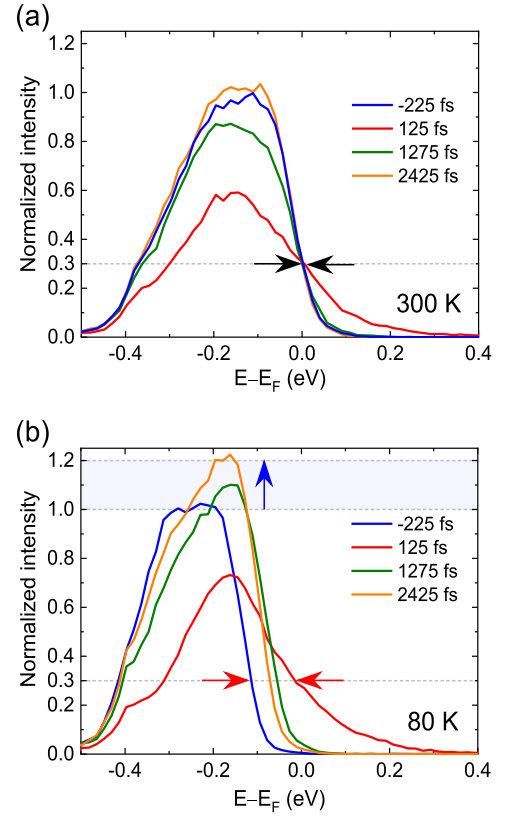 (a)
Normalized intensity
1.2
1.0
0.8
0.6
0.4
0.3
0.2
0.0
-225 fs
125 fs
1275 fs
2425 fs
300 K
-0.4 -0.2 0.0 0.2 0.4
E–E_F (eV)
(b)
Normalized intensity
1.2
1.0
0.8
0.6
0.4
0.3
0.2
0.0
-225 fs
125 fs
1275 fs
2425 fs
80 K
-0.4 -0.2 0.0 0.2 0.4
E–E_F (eV)